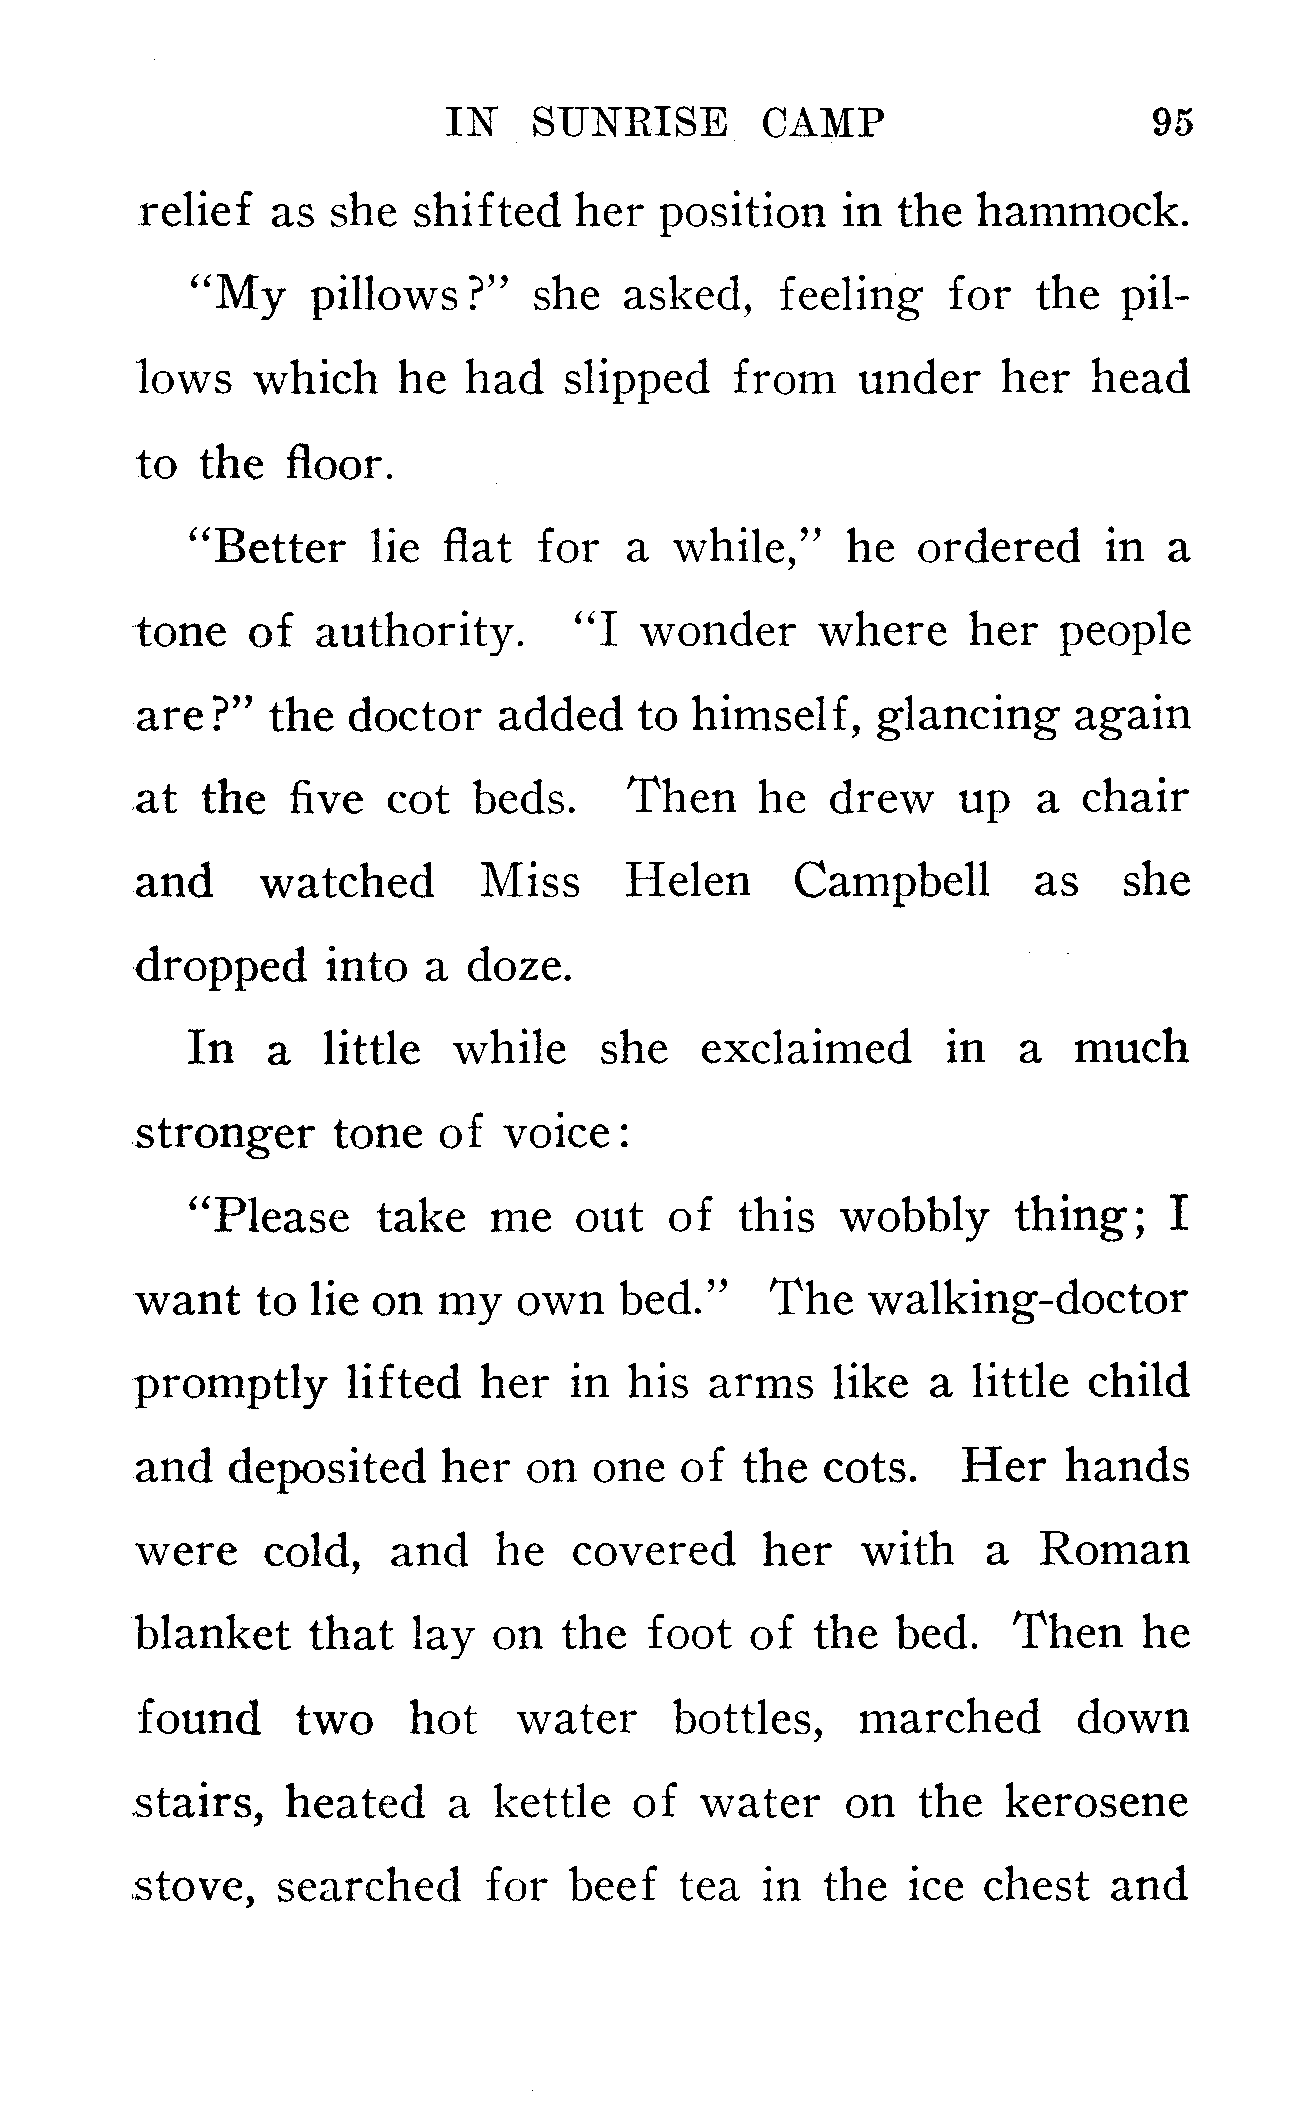 IN SUNRISE CAMP 95
relief as she shifted her position in the hammock.
“My pillows?” she asked, feeling for the pil-
lows which he had slipped from under her head
to the floor.
“Better lie flat for a while,” he ordered in a
tone of authority. “I wonder where her people
are?” the doctor added to himself, glancing again
at the five cot beds. Then he drew up a chair
and watched Miss Helen Campbell as she
dropped into a doze.
In a little while she exclaimed in a much
stronger tone of voice:
“Please take me out of this wobbly thing; I
want to lie on my own bed.” The walking-doctor
promptly lifted her in his arms like a little child
and deposited her on one of the cots. Her hands
were cold, and he covered her with a Roman
blanket that lay on the foot of the bed. Then he
found two hot water bottles, marched down
stairs, heated a kettle of water on the kerosene
stove, searched for beef tea in the ice chest and